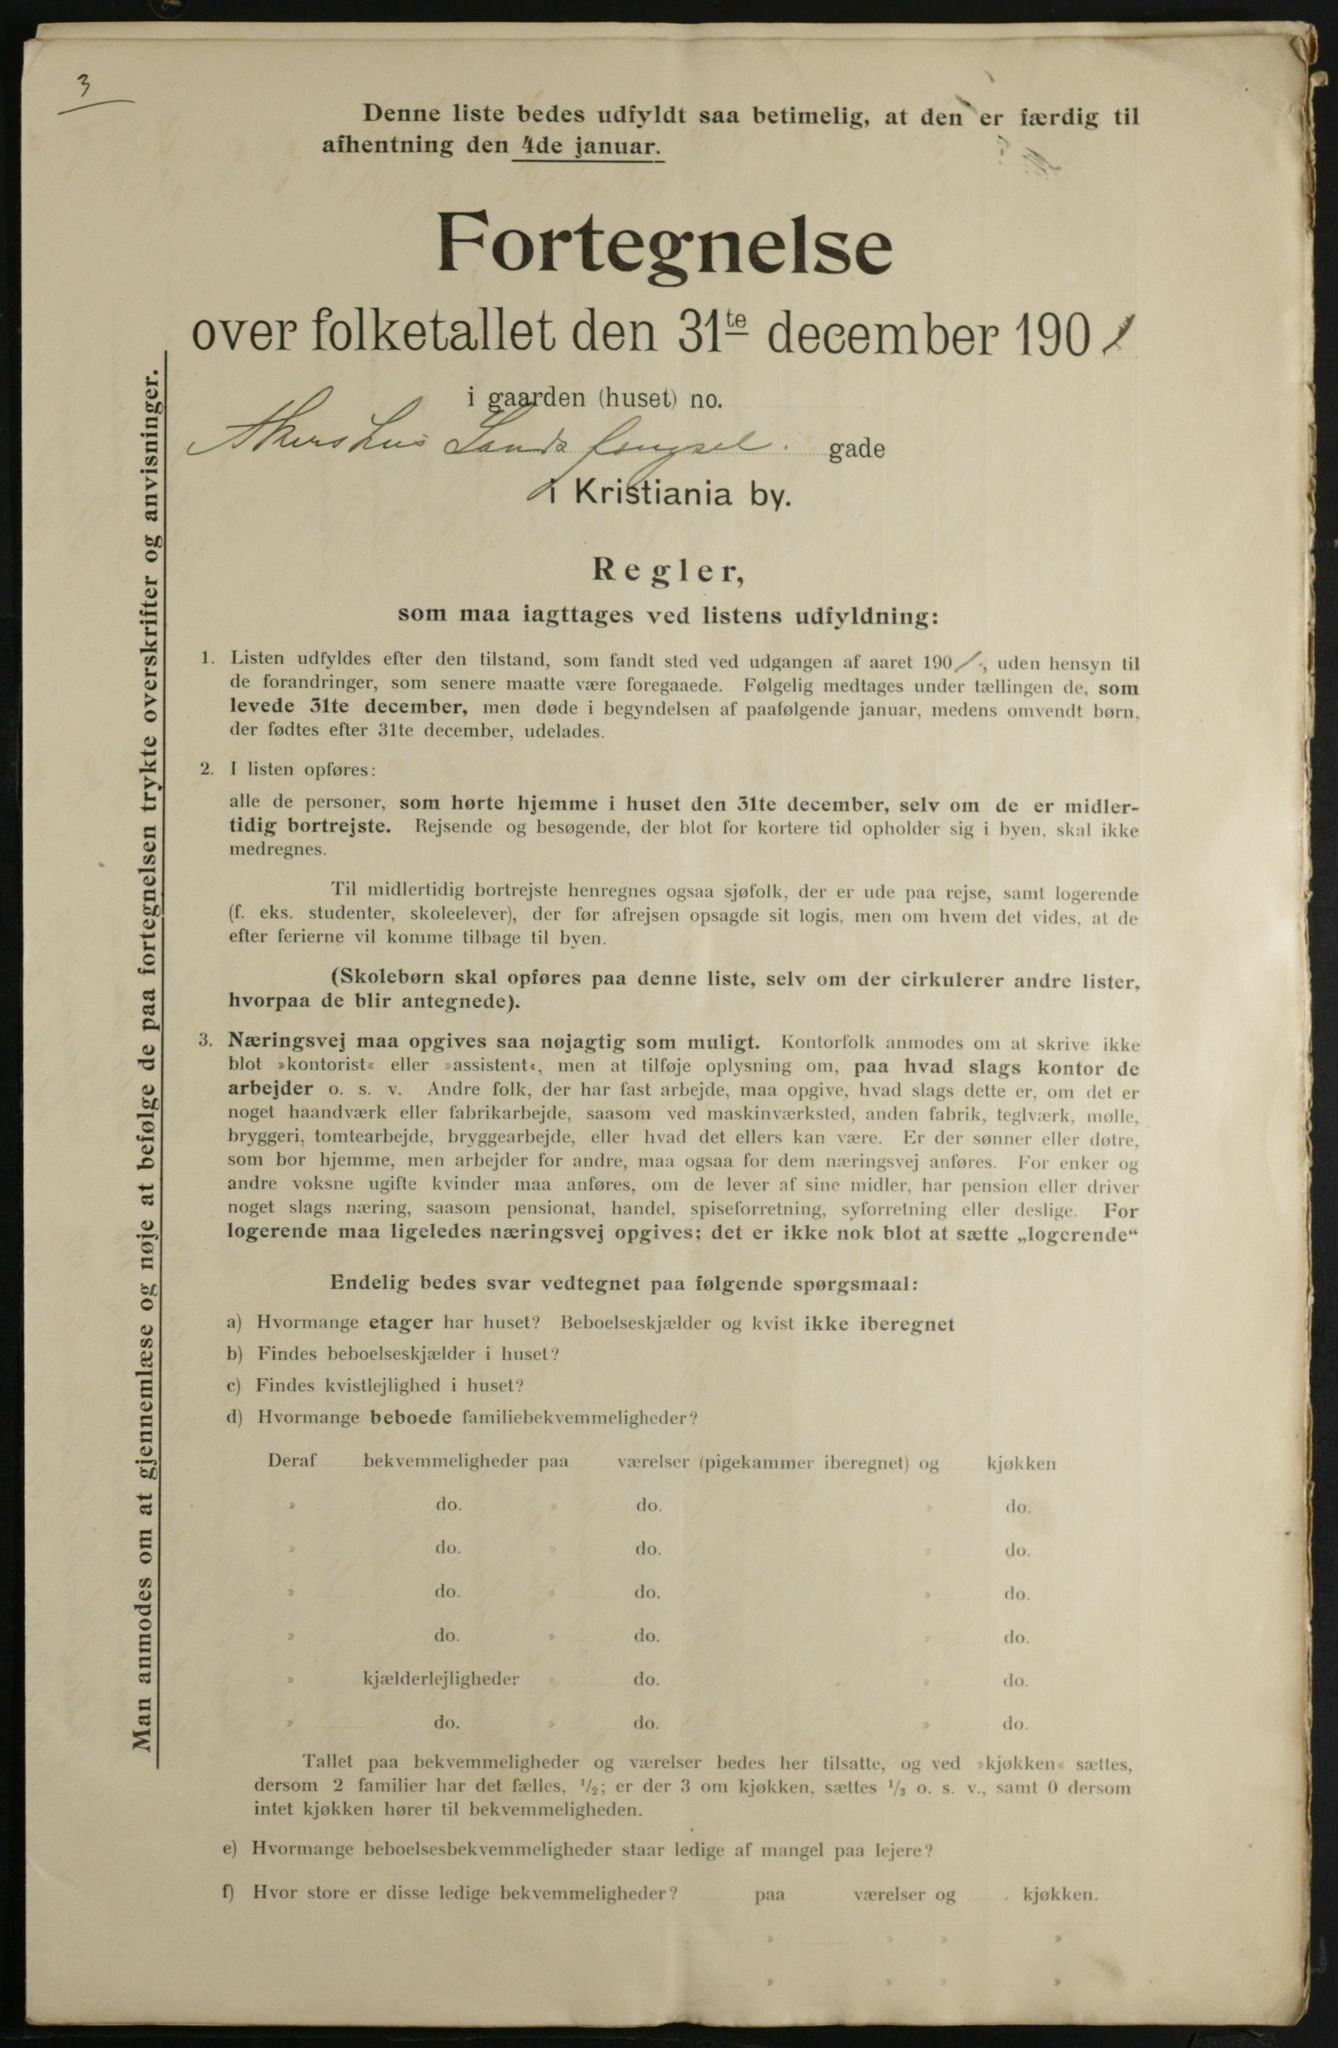 3
Denne liste bedes udfyldt saa betimelig, at den er færdig til
afhentning den 4de januar.
Fortegnelse
over folketallet den 31te december 1901
i gaarden (huset) no.
Akershus Landsfængsel. gade
i Kristiania by.
Regler,
som maa iagttages ved listens udfyldning:
1. Listen udfyldes efter den tilstand, som fandt sted ved udgangen af aaret 1901, uden hensyn til
de forandringer, som senere maatte være foregaaede. Følgelig medtages under tællingen de, som
levede 31te december, men døde i begyndelsen af paafølgende januar, medens omvendt børn,
der fødtes efter 31te december, udelades.
2. I listen opføres:
alle de personer, som hørte hjemme i huset den 31te december, selv om de er midler-
tidig bortrejste. Rejsende og besøgende, der blot for kortere tid opholder sig i byen, skal ikke
medregnes.
Til midlertidig bortrejste henregnes ogsaa sjøfolk, der er ude paa rejse, samt logerende
(f. eks. studenter, skoleelever), der før afrejsen opsagde sit logis, men om hvem det vides, at de
efter ferierne vil komme tilbage til byen.
(Skolebørn skal opføres paa denne liste, selv om der cirkulerer andre lister,
hvorpaa de blir antegnede).
3. Næringsvej maa opgives saa nøjagtig som muligt. Kontorfolk anmodes om at skrive ikke
blot »kontorist« eller »assistent«, men at tilføje oplysning om, paa hvad slags kontor de
arbejder o. s. v. Andre folk, der har fast arbejde, maa opgive, hvad slags dette er, om det er
noget haandværk eller fabrikarbejde, saasom ved maskinværksted, anden fabrik, teglværk, mølle,
bryggeri, tomtearbejde, bryggearbejde, eller hvad det ellers kan være. Er der sønner eller døtre,
som bor hjemme, men arbejder for andre, maa ogsaa for dem næringsvej anføres. For enker og
andre voksne ugifte kvinder maa anføres, om de lever af sine midler, har pension eller driver
noget slags næring, saasom pensionat, handel, spiseforretning, syforretning eller deslige. For
logerende maa ligeledes næringsvej opgives; det er ikke nok blot at sætte „logerende“
Endelig bedes svar vedtegnet paa følgende spørgsmaal:
a) Hvormange etager har huset? Beboelseskjælder og kvist ikke iberegnet
b) Findes beboelseskjælder i huset?
c) Findes kvistlejlighed i huset?
d) Hvormange beboede familiebekvemmeligheder?
Deraf bekvemmeligheder paa værelser (pigekammer iberegnet) og kjøkken
» do. » do. » do.
» do. » do. » do.
» do. » do. » do.
» do. » do. » do.
» kjælderlejligheder » do. » do.
» do. » do. » do.
Tallet paa bekvemmeligheder og værelser bedes her tilsatte, og ved »kjøkken« sættes,
dersom 2 familier har det fælles, 1/2; er der 3 om kjøkken, sættes 1/3 o. s. v., samt 0 dersom
intet kjøkken hører til bekvemmeligheden.
e) Hvormange beboelsesbekvemmeligheder staar ledige af mangel paa lejere?
f) Hvor store er disse ledige bekvemmeligheder? paa værelser og kjøkken.
» » » »
» » » »
Man anmodes om at gjennemlæse og nøje at befølge de paa fortegnelsen trykte overskrifter og anvisninger.